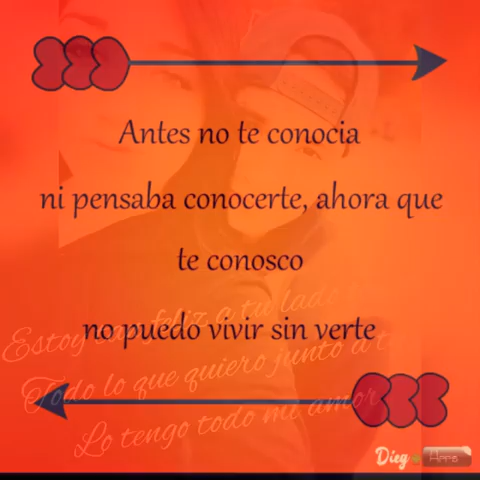 Antes no te conocia
ni pensaba conocerte, ahora que
te conosco
no puedo vivir sin verte
Estoy feliz a tu lado
Todo lo que quiero junto a
Lo tengo todo mi amor
Dieg